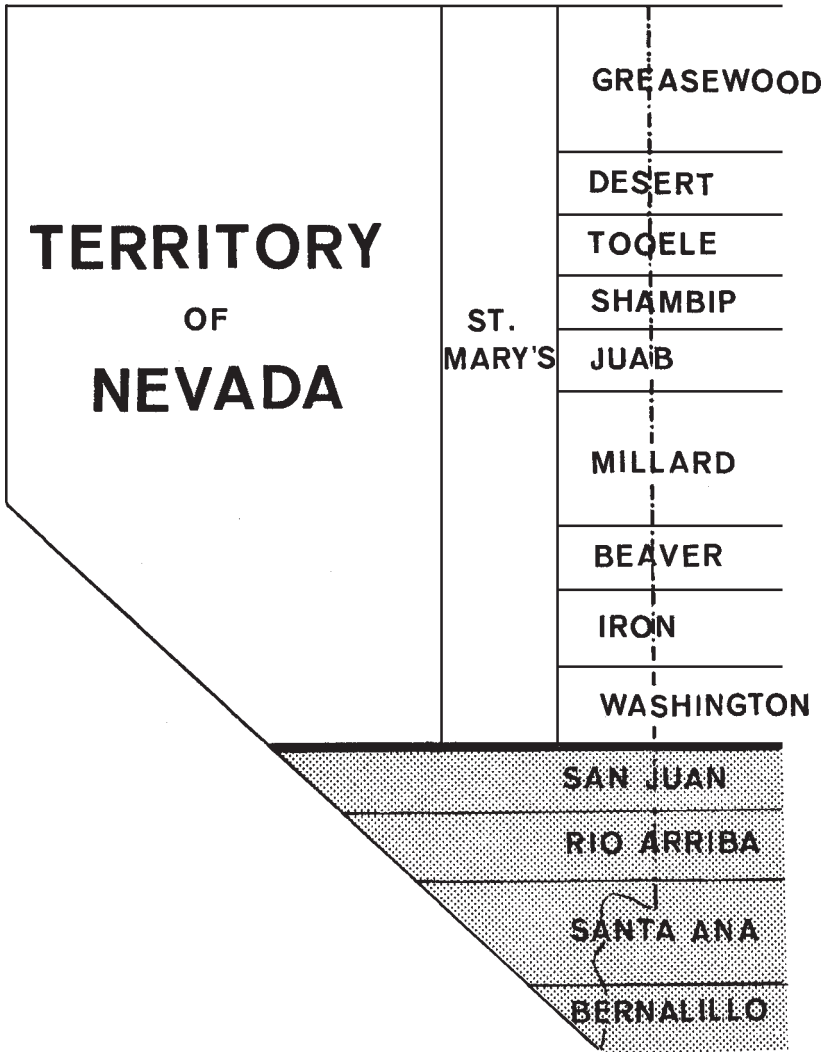 GREASEWOOD
DESERT
TERRITORY
OF
NEVADA
TOOELE
SHAMBIP
ST.
MARY'S
JUAB
MILLARD
BEAVER
IRON
WASHINGTON
SAN JUAN
RIO ARRIBA
SANTA ANA
BERNALILLO